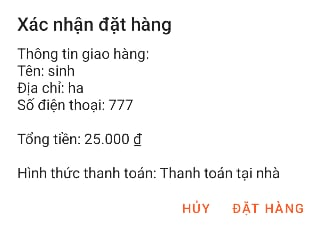 Xác nhận đặt hàng
Thông tin giao hàng:
Tên: sinh
Địa chỉ: ha
Số điện thoại: 777
Tổng tiền: 25.000 ₫
Hình thức thanh toán: Thanh toán tại nhà
HỦY ĐẶT HÀNG